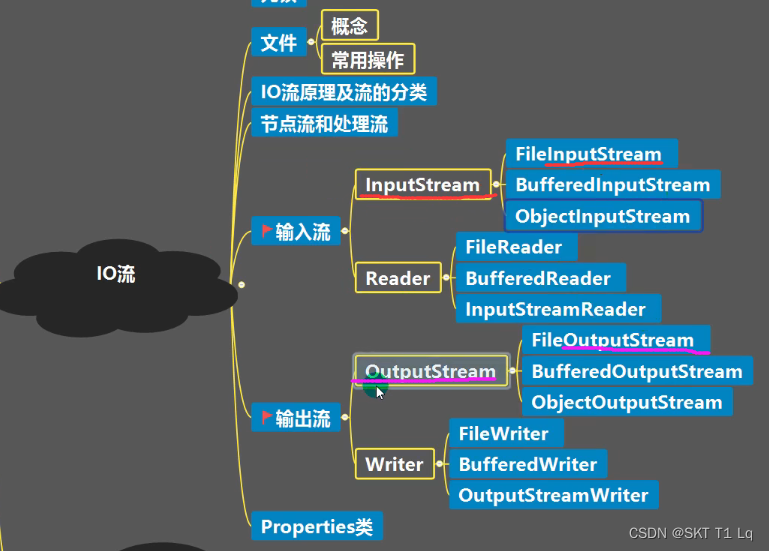 文件
概念
常用操作
IO流原理及流的分类
节点流和处理流
IO流
输入流
InputStream
FileInputStream
BufferedInputStream
ObjectInputStream
Reader
FileReader
BufferedReader
InputStreamReader
输出流
OutputStream
FileOutputStream
BufferedOutputStream
ObjectOutputStream
Writer
FileWriter
BufferedWriter
OutputStreamWriter
Properties类
CSDN @SKT T1 Lq